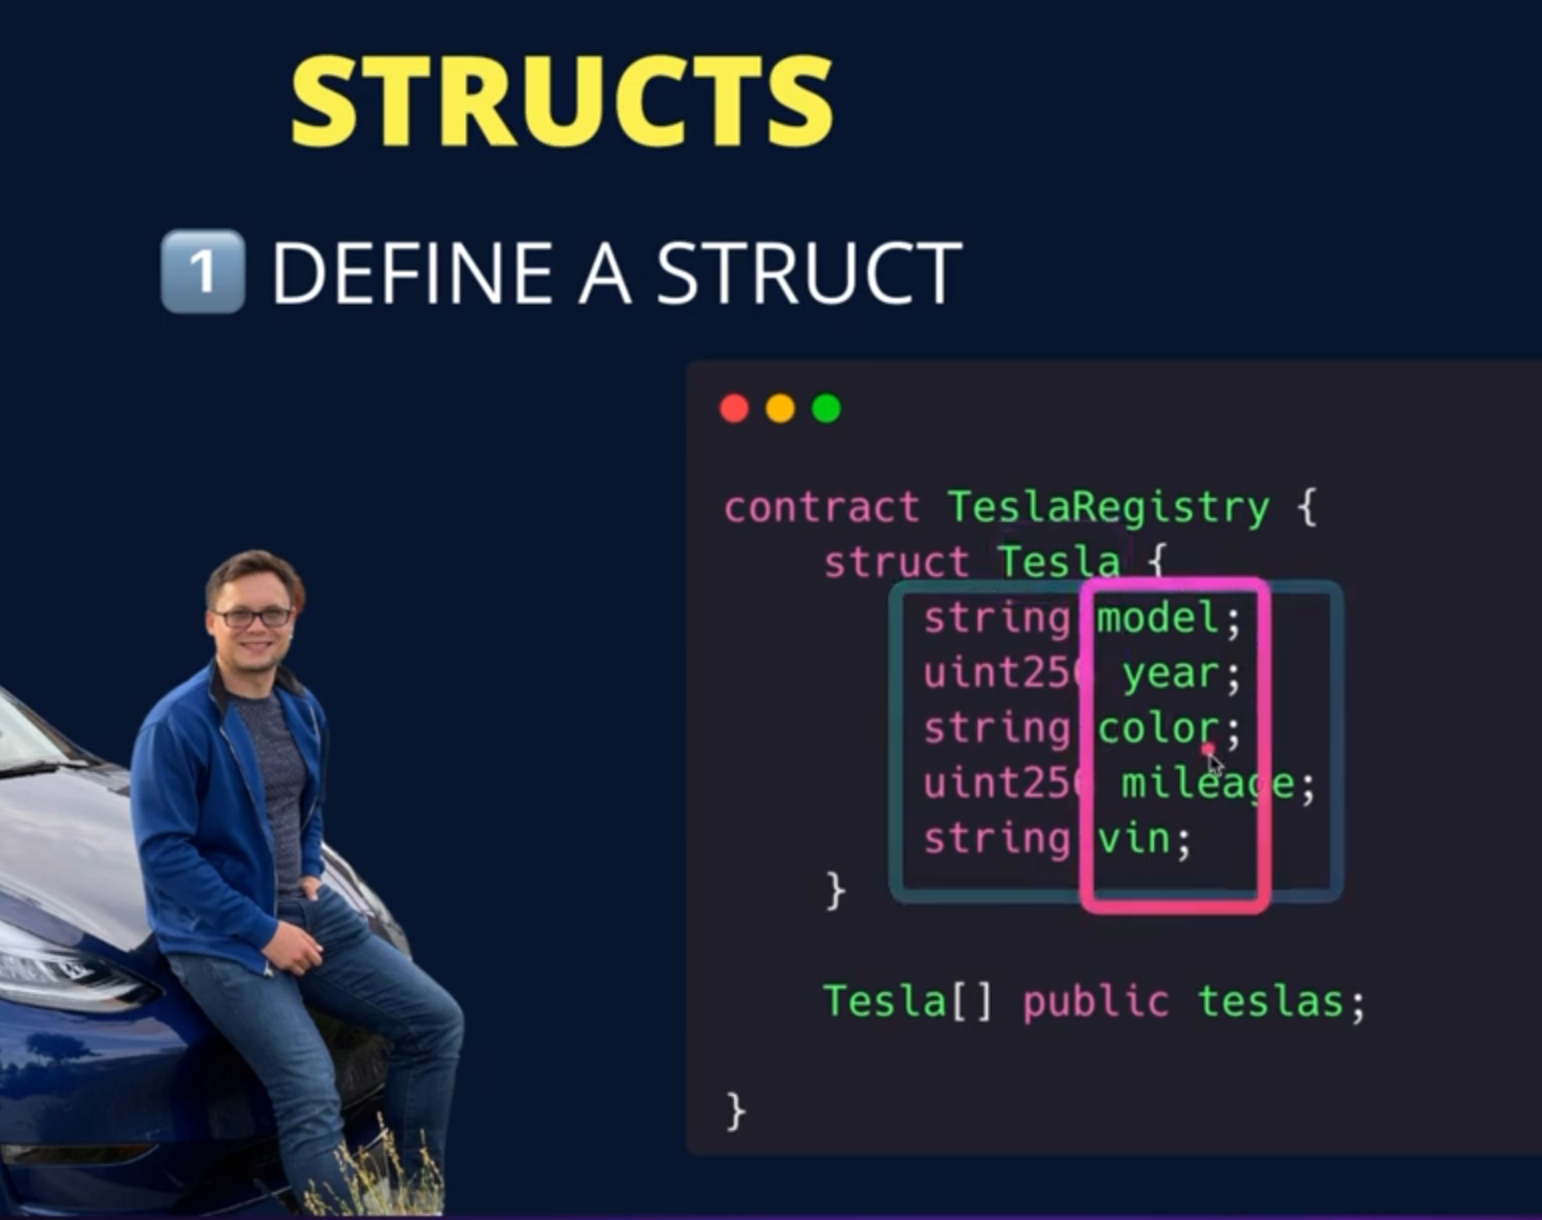 STRUCTS
1 DEFINE A STRUCT
contract TeslaRegistry {
struct Tesla {
string model;
uint256 year;
string color;
uint256 mileage;
string vin;
}
Tesla[] public teslas;
}